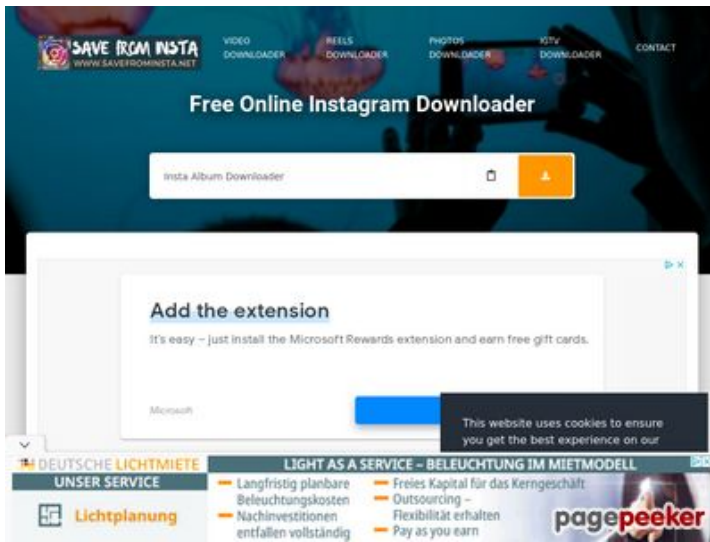 SAVE FROM INSTA
WWW.SAVEFROMINSTA.NET
VIDEO
DOWNLOADER
REELS
DOWNLOADER
PHOTOS
DOWNLOADER
IGTV
DOWNLOADER
CONTACT
Free Online Instagram Downloader
Insta Album Downloader
Add the extension
It's easy – just install the Microsoft Rewards extension and earn free gift cards.
Microsoft
This website uses cookies to ensure
you get the best experience on our
DEUTSCHE LICHTMIETE
UNSER SERVICE
Lichtplanung
LIGHT AS A SERVICE – BELEUCHTUNG IM MIETMODELL
Langfristig planbare
Beleuchtungskosten
Nachinvestitionen
entfallen vollständig
Freies Kapital für das Kerngeschäft
Outsourcing –
Flexibilität erhalten
Pay as you earn
pagepeeker